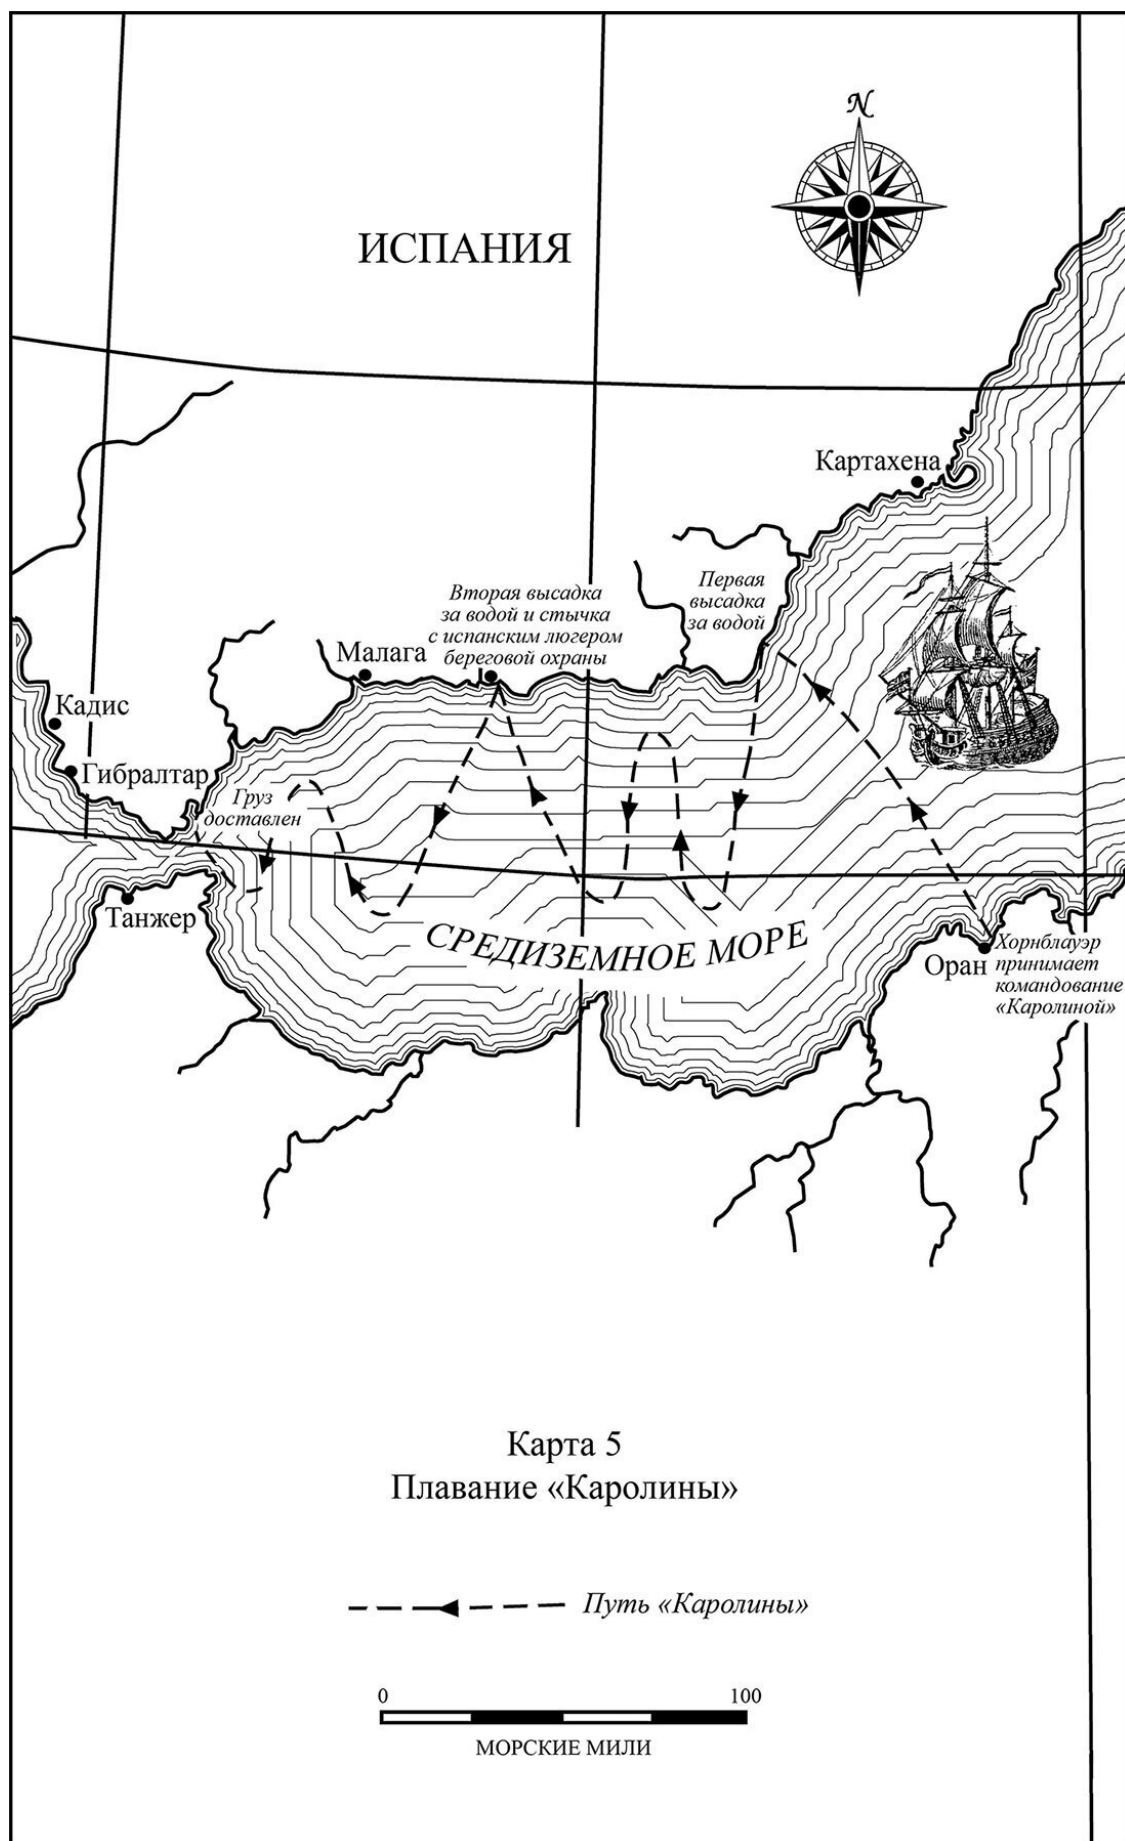 N
ИСПАНИЯ
Картахена
Первая
высадка
за водой
Вторая высадка
за водой и стычка
с испанским люгером
береговой охраны
Малага
Кадис
Гибралтар
Груз
доставлен
Танжер
СРЕДИЗЕМНОЕ МОРЕ
Оран
Хорнблауэр
принимает
командование
«Каролиной»
Карта 5
Плавание «Каролины»
Путь «Каролины»
0 100
МОРСКИЕ МИЛИ